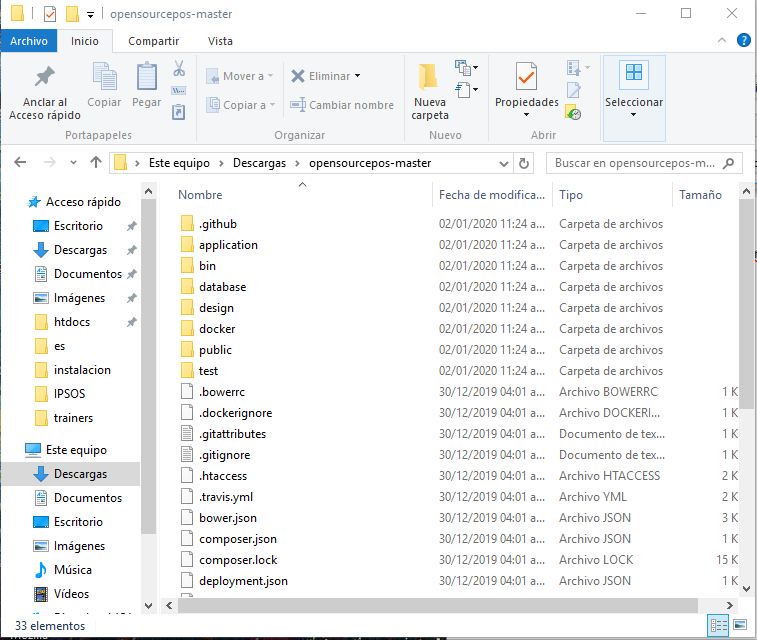 opensourcepos-master
Archivo Inicio Compartir Vista
Anclar al Acceso rápido
Copiar
Pegar
Portapapeles
Mover a
Copiar a
Eliminar
Cambiar nombre
Organizar
Nueva carpeta
Nuevo
Propiedades
Abrir
Seleccionar
Este equipo > Descargas > opensourcepos-master
Buscar en opensourcepos-m...
Acceso rápido
Escritorio
Descargas
Documentos
Imágenes
htdocs
es
instalacion
IPSOS
trainers
Este equipo
Descargas
Documentos
Escritorio
Imágenes
Música
Vídeos
Nombre Fecha de modifica... Tipo Tamaño
.github 02/01/2020 11:24 a... Carpeta de archivos
application 02/01/2020 11:24 a... Carpeta de archivos
bin 02/01/2020 11:24 a... Carpeta de archivos
database 02/01/2020 11:24 a... Carpeta de archivos
design 02/01/2020 11:24 a... Carpeta de archivos
docker 02/01/2020 11:24 a... Carpeta de archivos
public 02/01/2020 11:24 a... Carpeta de archivos
test 02/01/2020 11:24 a... Carpeta de archivos
.bowerrc 30/12/2019 04:01 a... Archivo BOWERRC 1 K
.dockerignore 30/12/2019 04:01 a... Archivo DOCKERI... 1 K
.gitattributes 30/12/2019 04:01 a... Documento de tex... 1 K
.gitignore 30/12/2019 04:01 a... Documento de tex... 1 K
.htaccess 30/12/2019 04:01 a... Archivo HTACCESS 2 K
.travis.yml 30/12/2019 04:01 a... Archivo YML 2 K
bower.json 30/12/2019 04:01 a... Archivo JSON 3 K
composer.json 30/12/2019 04:01 a... Archivo JSON 1 K
composer.lock 30/12/2019 04:01 a... Archivo LOCK 15 K
deployment.json 30/12/2019 04:01 a... Archivo JSON 1 K
33 elementos